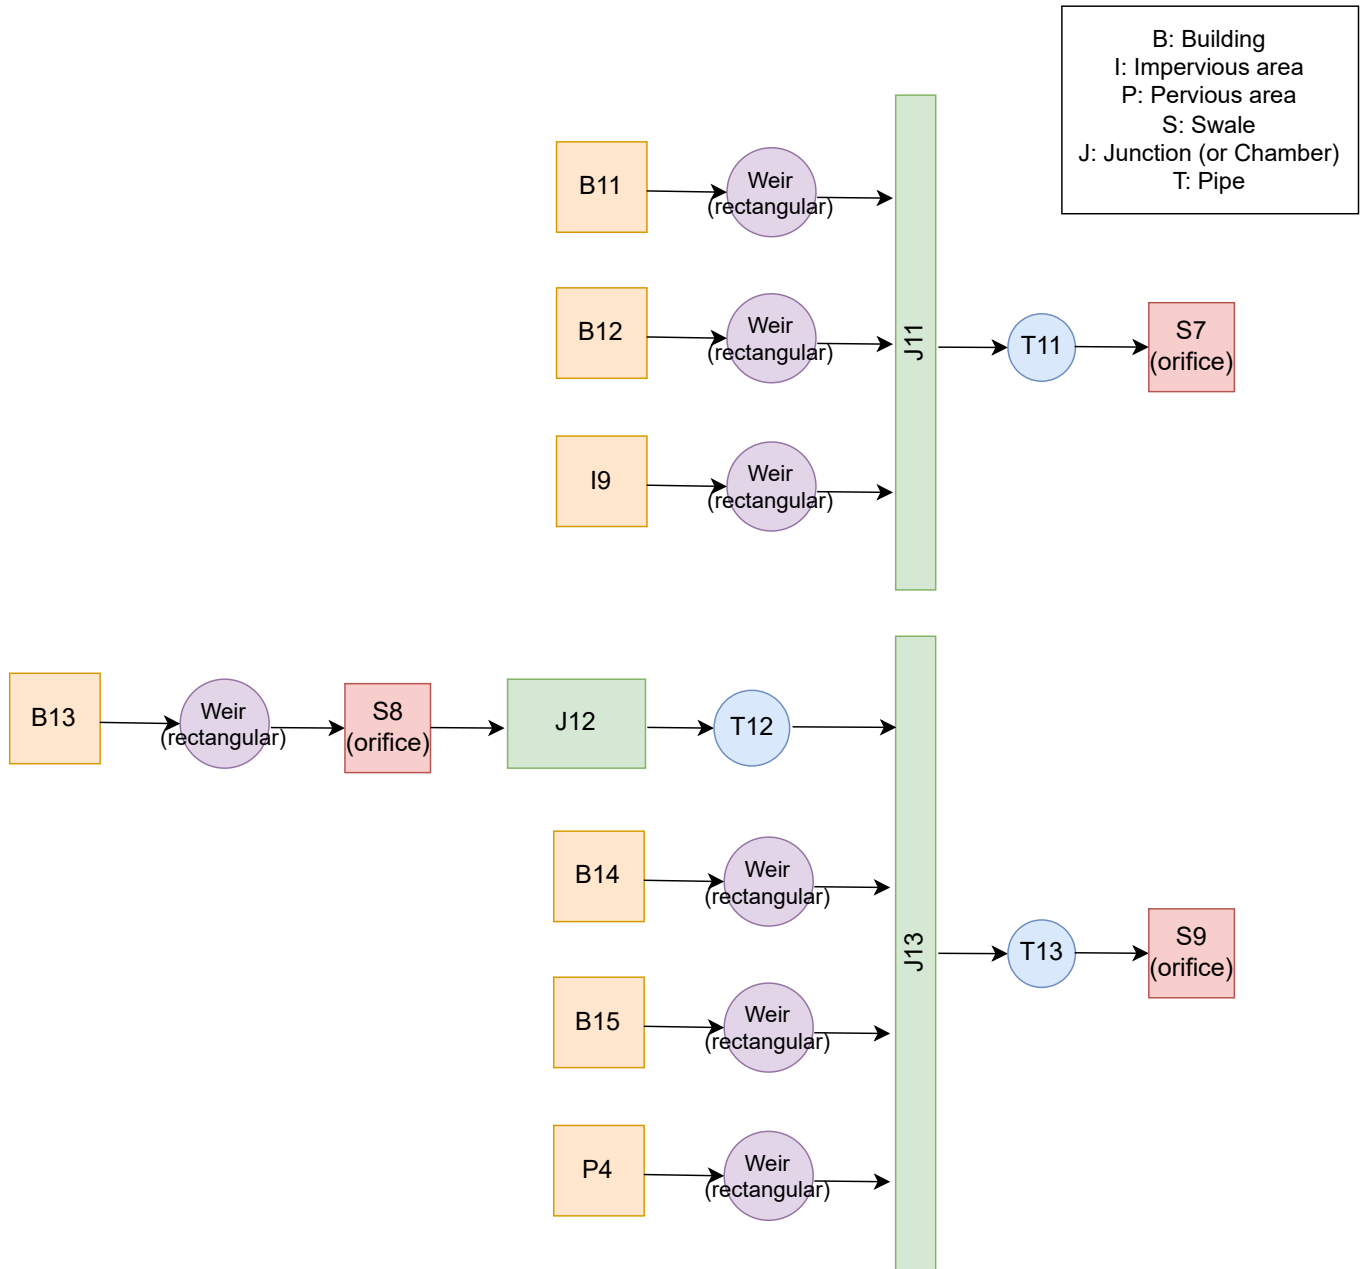 B: Building
I: Impervious area
P: Pervious area
S: Swale
J: Junction (or Chamber)
T: Pipe
B11
Weir
(rectangular)
B12
Weir
(rectangular)
I9
Weir
(rectangular)
J11
T11
S7
(orifice)
B13
Weir
(rectangular)
S8
(orifice)
J12
T12
B14
Weir
(rectangular)
B15
Weir
(rectangular)
P4
Weir
(rectangular)
J13
T13
S9
(orifice)